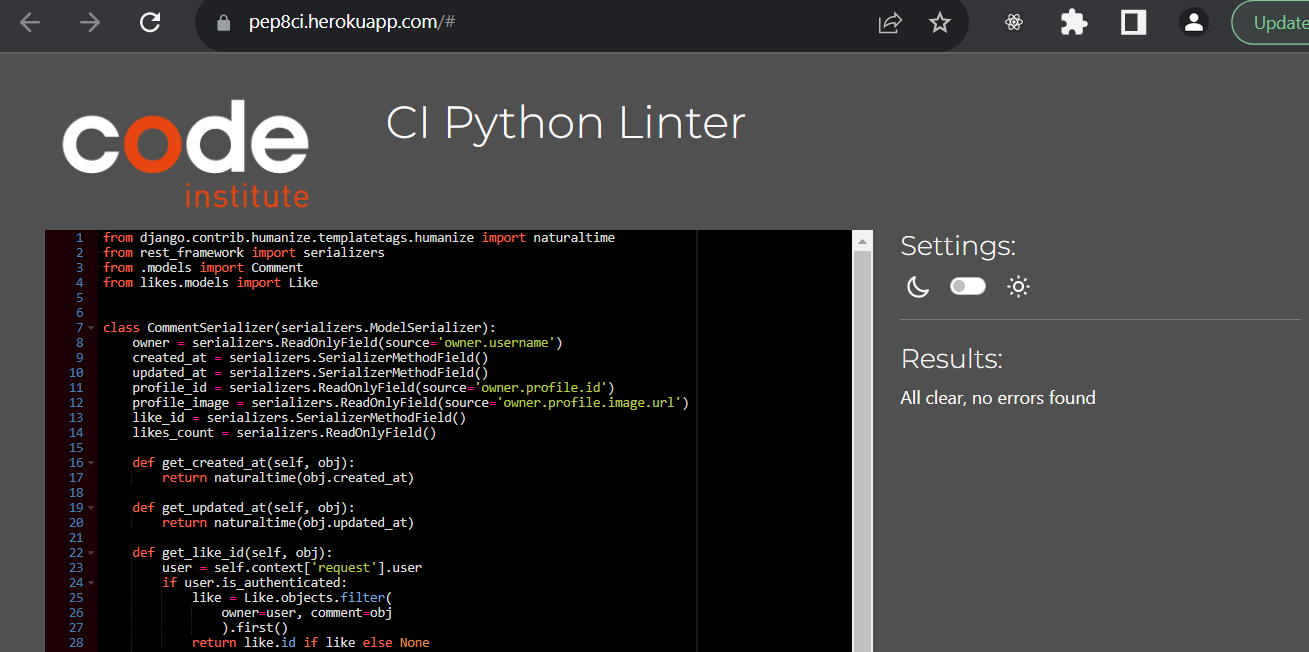 pep8ci.herokuapp.com/#
Update
code
institute
CI Python Linter
1 from django.contrib.humanize.templatetags.humanize import naturaltime
2 from rest_framework import serializers
3 from .models import Comment
4 from likes.models import Like
5
6
7 class CommentSerializer(serializers.ModelSerializer):
8     owner = serializers.ReadOnlyField(source='owner.username')
9     created_at = serializers.SerializerMethodField()
10     updated_at = serializers.SerializerMethodField()
11     profile_id = serializers.ReadOnlyField(source='owner.profile.id')
12     profile_image = serializers.ReadOnlyField(source='owner.profile.image.url')
13     like_id = serializers.SerializerMethodField()
14     likes_count = serializers.ReadOnlyField()
15
16     def get_created_at(self, obj):
17         return naturaltime(obj.created_at)
18
19     def get_updated_at(self, obj):
20         return naturaltime(obj.updated_at)
21
22     def get_like_id(self, obj):
23         user = self.context['request'].user
24         if user.is_authenticated:
25             like = Like.objects.filter(
26                 owner=user, comment=obj
27                 ).first()
28             return like.id if like else None
Settings:
Results:
All clear, no errors found